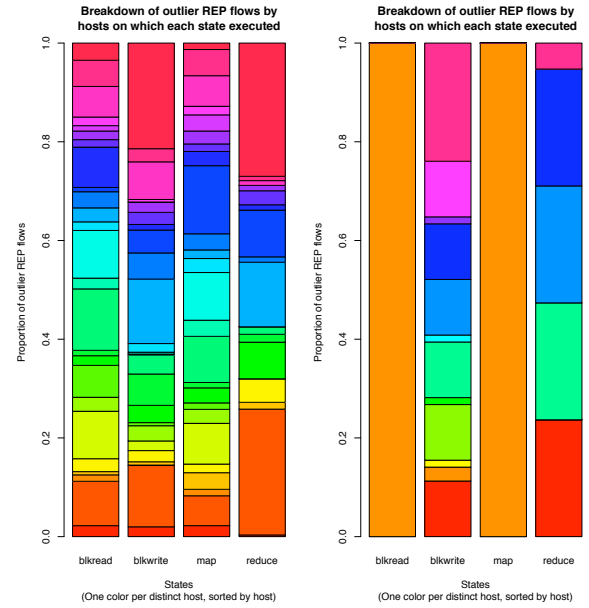 Breakdown of outlier REP flows by
hosts on which each state executed
Proportion of outlier REP flows
1.0
0.8
0.6
0.4
0.2
0.0
blkread blkwrite map reduce
States
(One color per distinct host, sorted by host)
Breakdown of outlier REP flows by
hosts on which each state executed
Proportion of outlier REP flows
1.0
0.8
0.6
0.4
0.2
0.0
blkread blkwrite map reduce
States
(One color per distinct host, sorted by host)